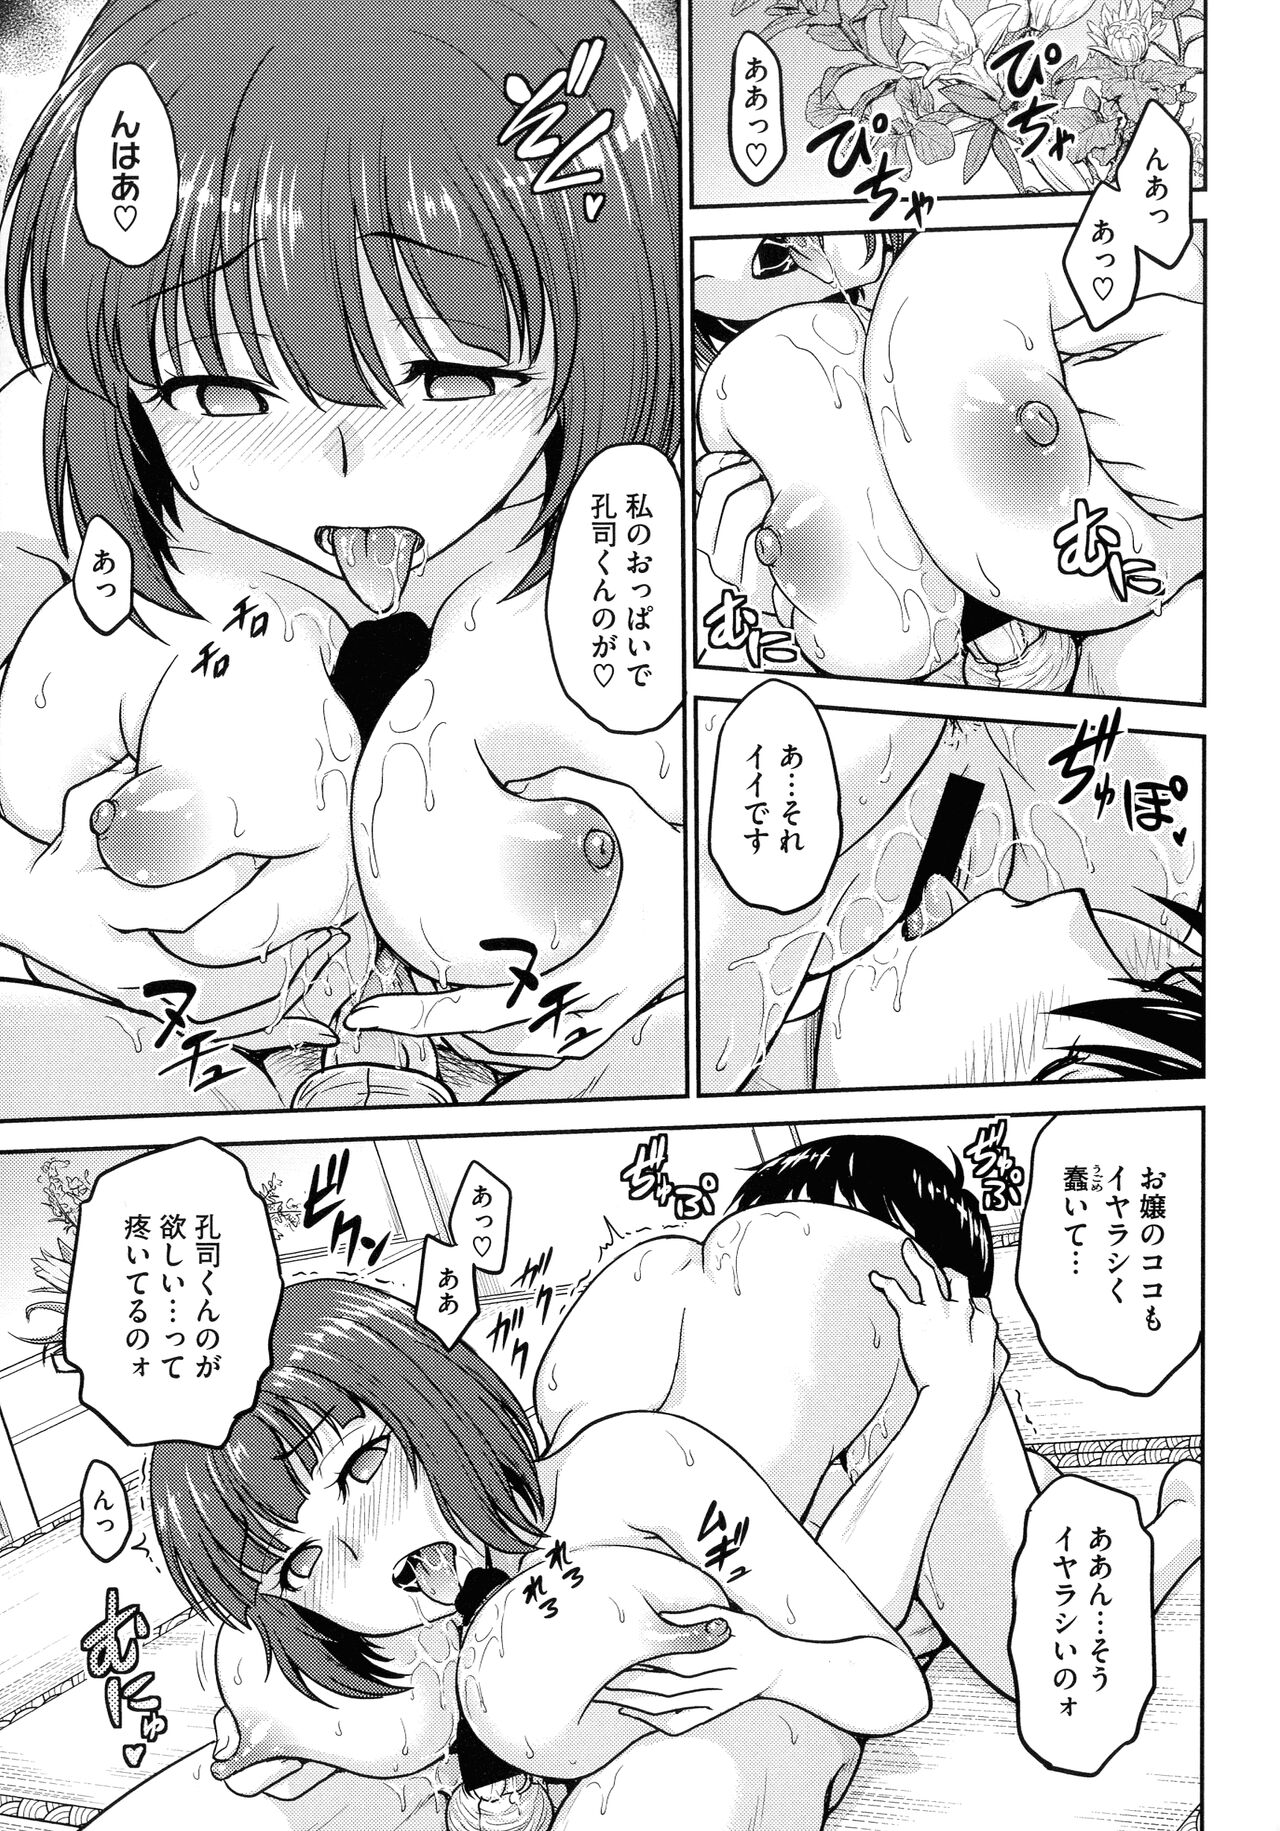 ああっ♡
ぴちゃ
ぴちゃ
んあっ
あっ♡
むに
むに
ぢゅぽ
あ…それ
イイです
んはあ♡
ぞくっ
私のおっぱいで
孔司くんのが♡
あっ
チロ
チロ
ヌチュ
ヌチュ
お嬢のココも
イヤラシく
蠢いて…
うごめ
ぢゅぷ
ぢゅぷ
ああん…そう
イヤラシいのォ
あっ♡
ああ
ビクンッ
ガク
ガク
孔司くんのが
欲しい…って
疼いてるのォ
んっ
れろ
れろ
ムギュ
むにゅ